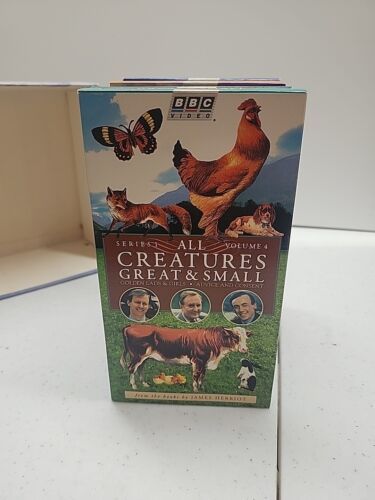 BBC
VIDEO
SERIES 1 ALL VOLUME 4
CREATURES
GREAT & SMALL
GOLDEN LADS & GIRLS • ADVICE AND CONSENT
from the books by JAMES HERRIOT